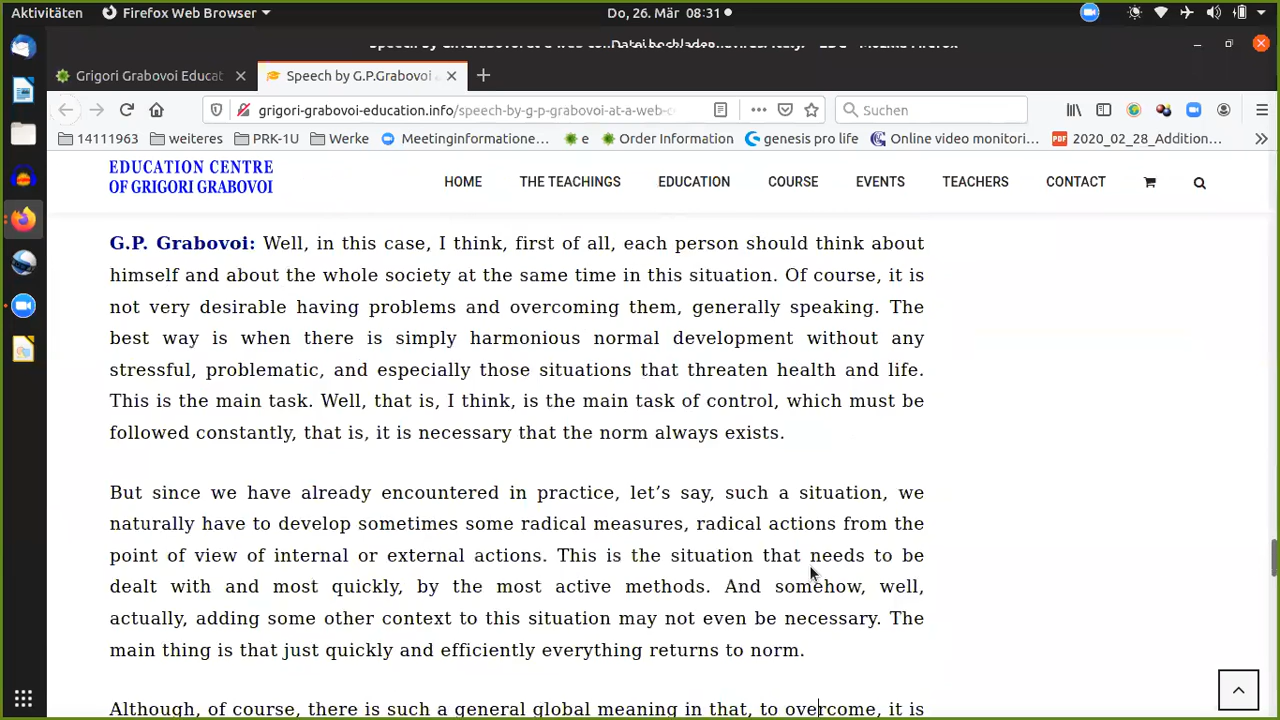 Aktivitäten Firefox Web Browser Do, 26. Mär 08:31
Datei hochladen
Mozilla Firefox
Grigori Grabovoi Educat Speech by G.P.Grabovoi
grigori-grabovoi-education.info/speech-by-g-p-grabovoi-at-a-web-c Suchen
14111963 weiteres PRK-1U Werke Meetinginformatione... e Order Information genesis pro life Online video monitori... PDF 2020_02_28_Addition...
EDUCATION CENTRE
OF GRIGORI GRABOVOI
HOME THE TEACHINGS EDUCATION COURSE EVENTS TEACHERS CONTACT
G.P. Grabovoi: Well, in this case, I think, first of all, each person should think about
himself and about the whole society at the same time in this situation. Of course, it is
not very desirable having problems and overcoming them, generally speaking. The
best way is when there is simply harmonious normal development without any
stressful, problematic, and especially those situations that threaten health and life.
This is the main task. Well, that is, I think, is the main task of control, which must be
followed constantly, that is, it is necessary that the norm always exists.
But since we have already encountered in practice, let's say, such a situation, we
naturally have to develop sometimes some radical measures, radical actions from the
point of view of internal or external actions. This is the situation that needs to be
dealt with and most quickly, by the most active methods. And somehow, well,
actually, adding some other context to this situation may not even be necessary. The
main thing is that just quickly and efficiently everything returns to norm.
Although, of course, there is such a general global meaning in that, to overcome, it is